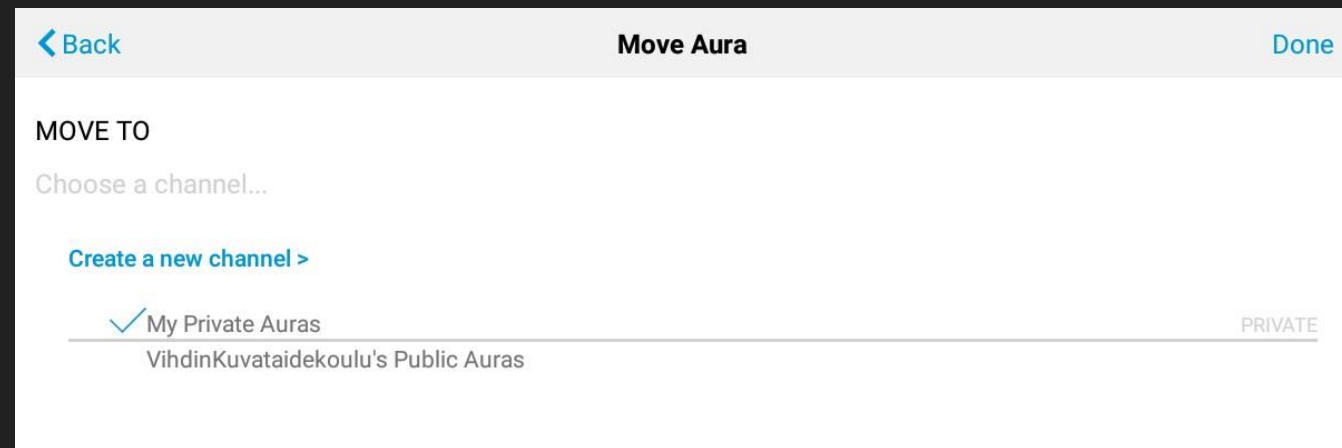 Back Move Aura Done
MOVE TO
Choose a channel...
Create a new channel >
My Private Auras PRIVATE
VihdinKuvataidekoulu's Public Auras